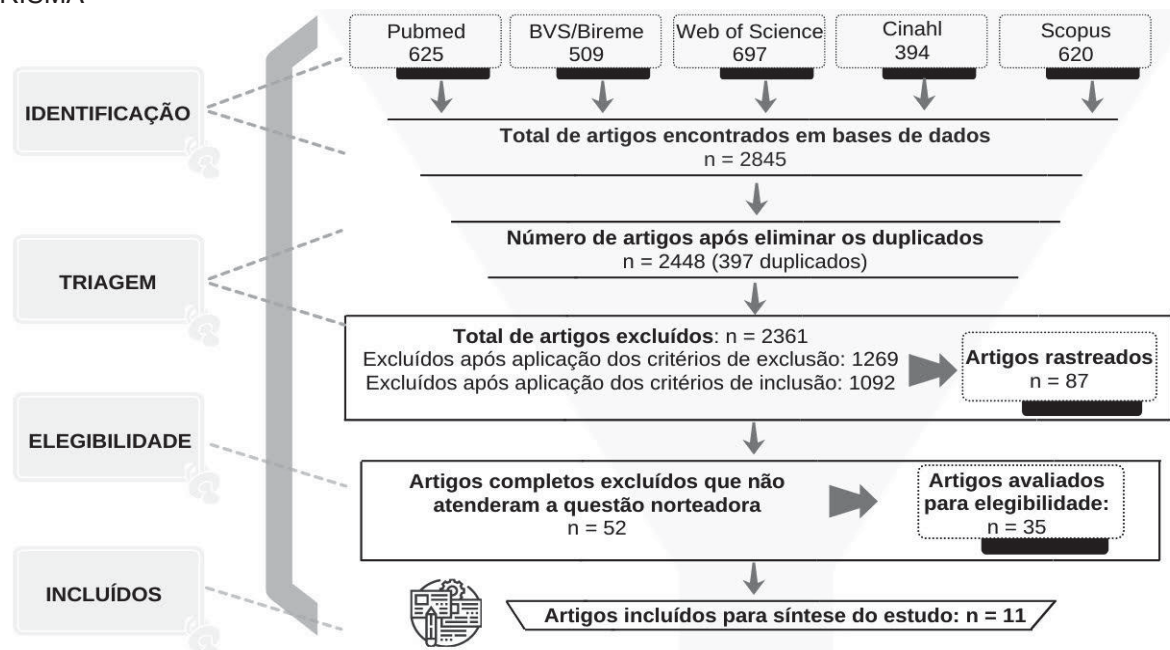 Pubmed
625
BVS/Bireme
509
Web of Science
697
Cinahl
394
Scopus
620
IDENTIFICAÇÃO
Total de artigos encontrados em bases de dados
n = 2845
TRIAGEM
Número de artigos após eliminar os duplicados
n = 2448 (397 duplicados)
Total de artigos excluídos: n = 2361
Excluídos após aplicação dos critérios de exclusão: 1269
Excluídos após aplicação dos critérios de inclusão: 1092
Artigos rastreados
n = 87
ELEGIBILIDADE
Artigos completos excluídos que não
atenderam a questão norteadora
n = 52
Artigos avaliados
para elegibilidade:
n = 35
INCLUÍDOS
Artigos incluídos para síntese do estudo: n = 11